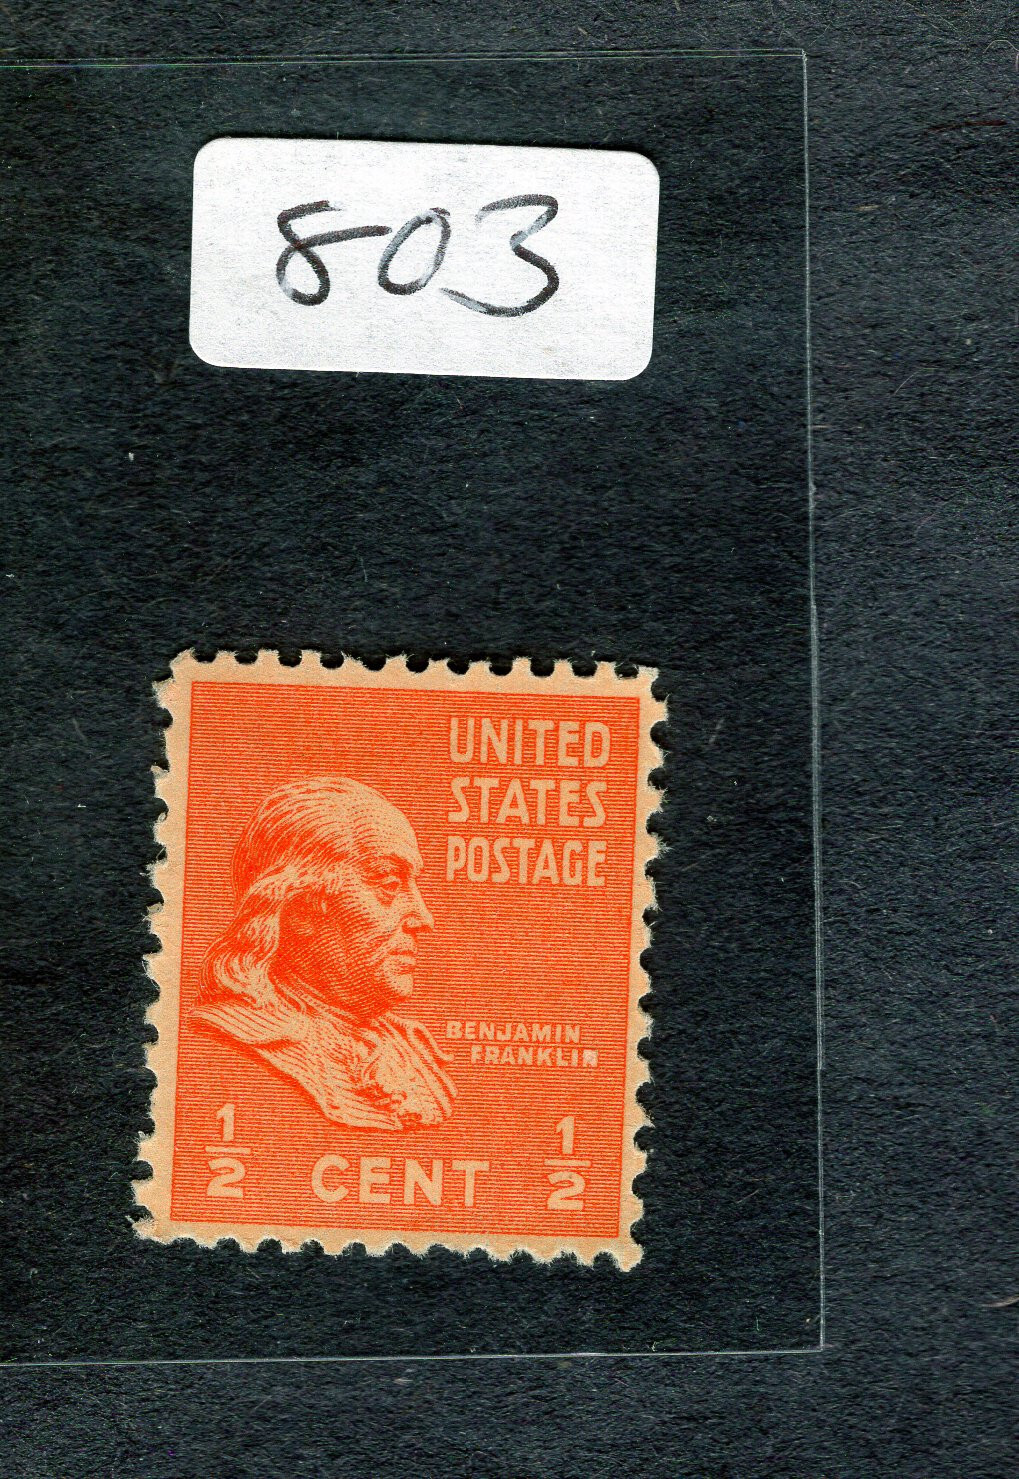 803
UNITED
STATES
POSTAGE
BENJAMIN
FRANKLIN
1/2 CENT 1/2